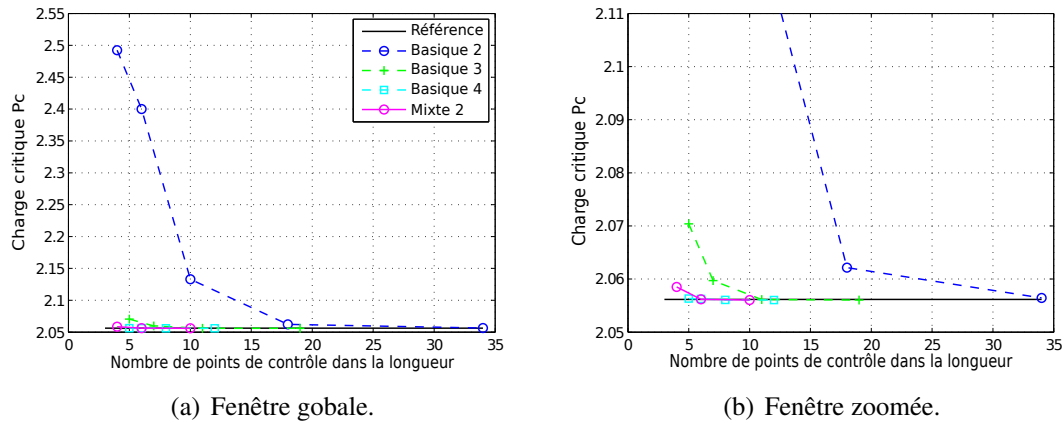 2.55
2.5
2.45
2.4
2.35
2.3
2.25
2.2
2.15
2.1
2.05
0 5 10 15 20 25 30 35
Charge critique Pc
Nombre de points de contrôle dans la longueur
Référence
Basique 2
Basique 3
Basique 4
Mixte 2
(a) Fenêtre gobale.
2.11
2.10
2.09
2.08
2.07
2.06
2.05
0 5 10 15 20 25 30 35
Charge critique Pc
Nombre de points de contrôle dans la longueur
(b) Fenêtre zoomée.